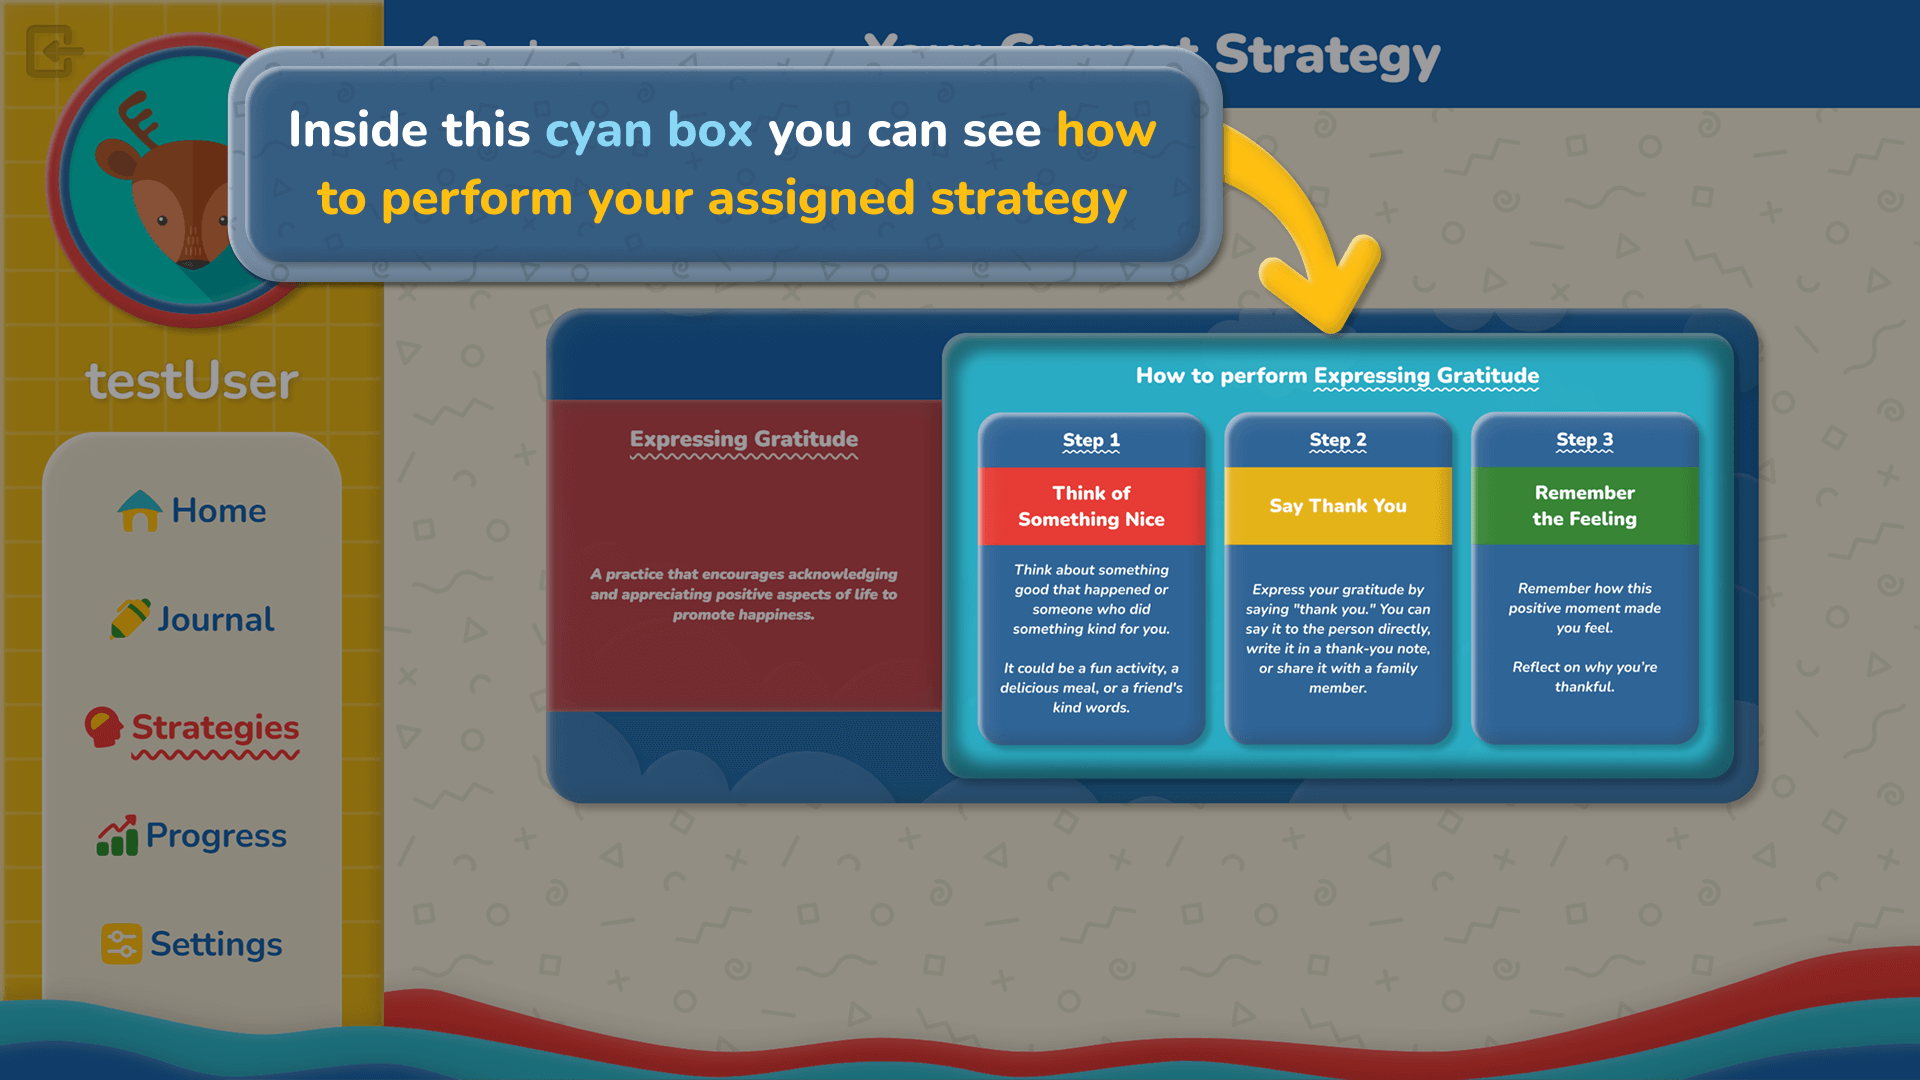 Your Current Strategy
Inside this cyan box you can see how
to perform your assigned strategy
testUser
Home
Journal
Strategies
Progress
Settings
Expressing Gratitude
A practice that encourages acknowledging
and appreciating positive aspects of life to
promote happiness.
How to perform Expressing Gratitude
Step 1
Think of
Something Nice
Think about something
good that happened or
someone who did
something kind for you.
It could be a fun activity, a
delicious meal, or a friend's
kind words.
Step 2
Say Thank You
Express your gratitude by
saying "thank you." You can
say it to the person directly,
write it in a thank-you note,
or share it with a family
member.
Step 3
Remember
the Feeling
Remember how this
positive moment made
you feel.
Reflect on why you're
thankful.